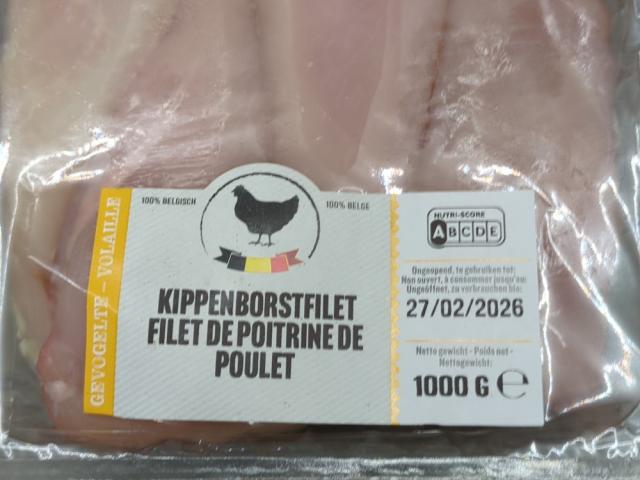 GEVOGELTE – VOLAILLE
100% BELGISCH
100% BELGE
KIPPENBORSTFILET
FILET DE POITRINE DE
POULET
NUTRI-SCORE
A B C D E
Ongeopend, te gebruiken tot:
Non ouvert, à consommer jusqu'au:
Ungeöffnet, zu verbrauchen bis:
27/02/2026
Netto gewicht - Poids net -
Nettogewicht:
1000 G ℮